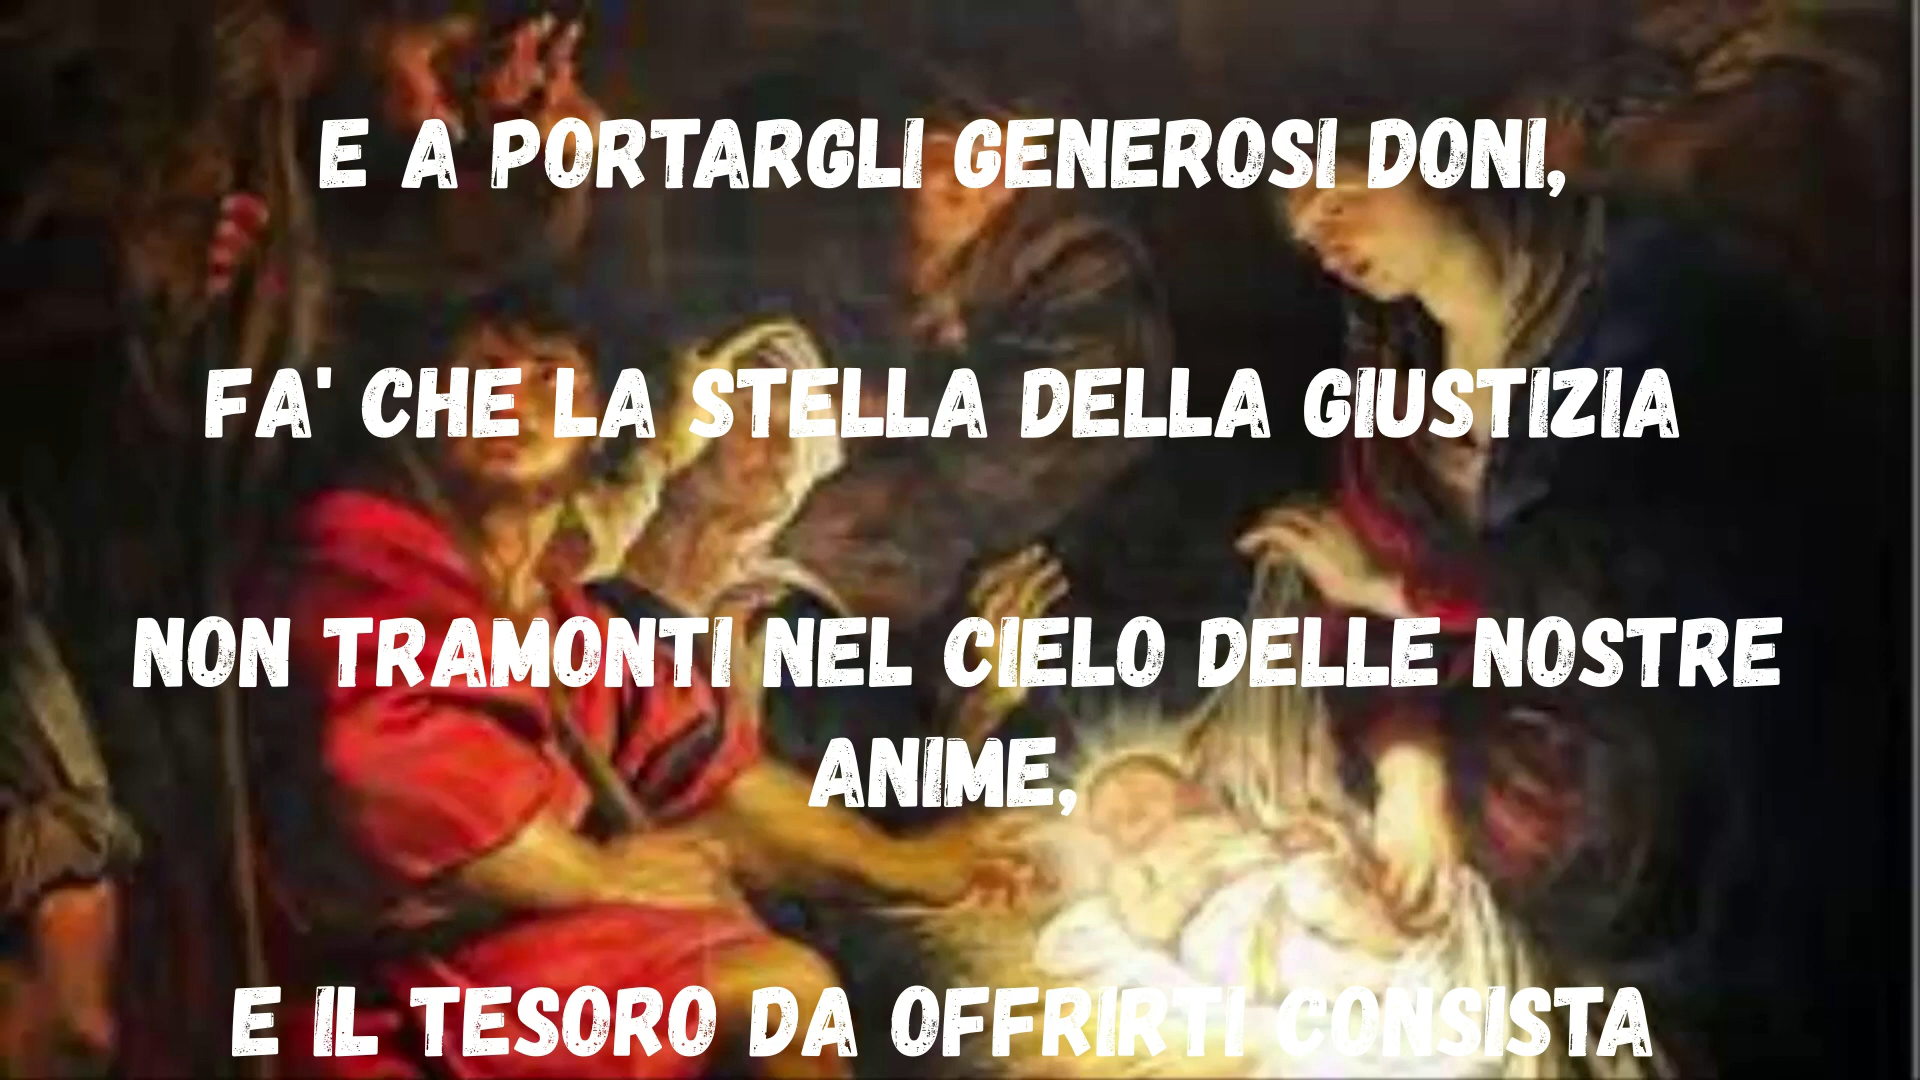 E A PORTARGLI GENEROSI DONI,
FA' CHE LA STELLA DELLA GIUSTIZIA
NON TRAMONTI NEL CIELO DELLE NOSTRE
ANIME,
E IL TESORO DA OFFRIRTI CONSISTA